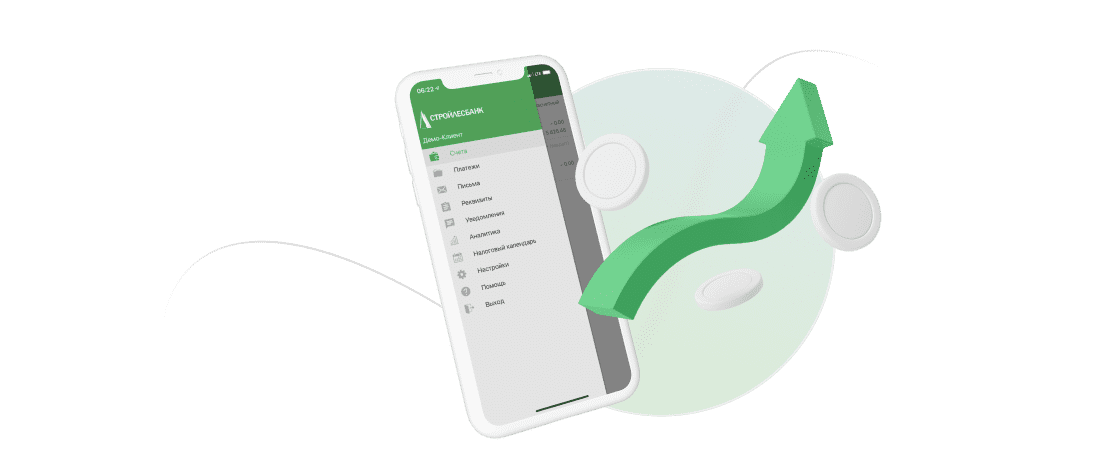 06:22
СТРОЙЛЕСБАНК
Демо-Клиент
Счета
Платежи
Письма
Реквизиты
Уведомления
Аналитика
Налоговый календарь
Настройки
Помощь
Выход